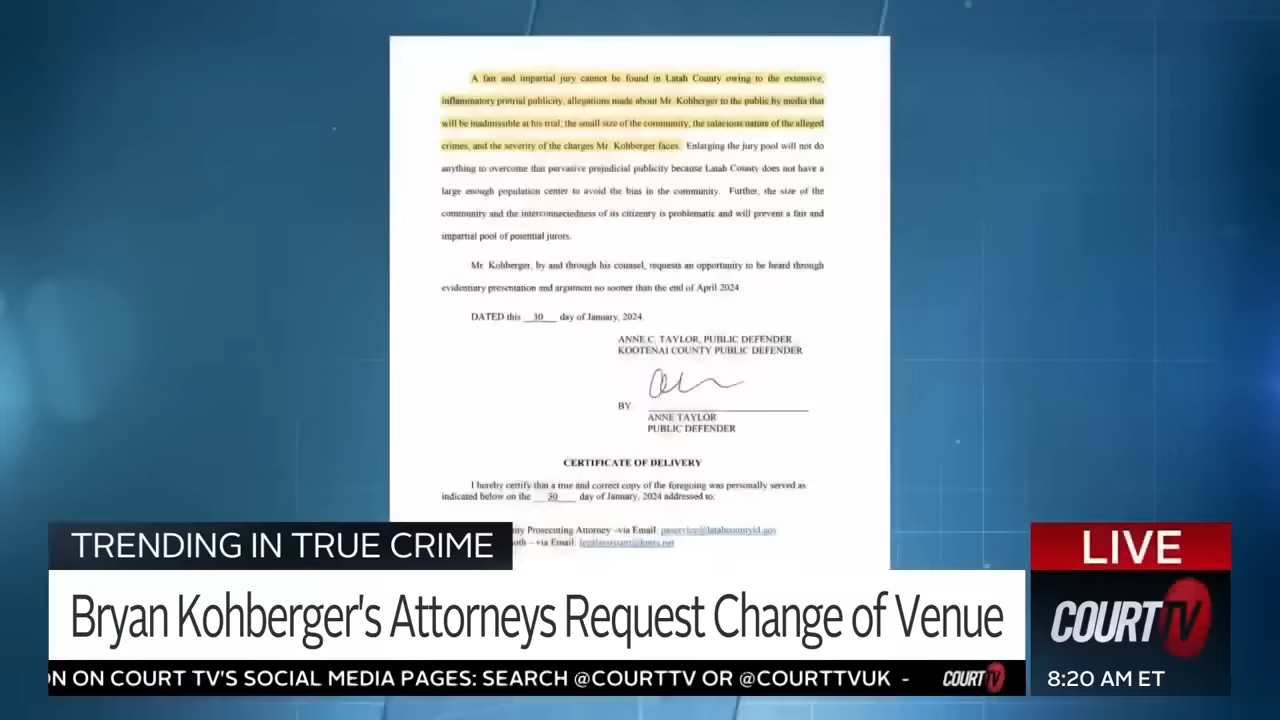 A fair and impartial jury cannot be found in Latah County owing to the extensive,
inflammatory pretrial publicity, allegations made about Mr. Kohberger to the public by media that
will be inadmissible at his trial, the small size of the community, the salacious nature of the alleged
crimes, and the severity of the charges Mr. Kohberger faces. Enlarging the jury pool will not do
anything to overcome that pervasive prejudicial publicity because Latah County does not have a
large enough population center to avoid the bias in the community. Further, the size of the
community and the interconnectedness of its citizenry is problematic and will prevent a fair and
impartial pool of potential jurors.
Mr. Kohberger, by and through his counsel, requests an opportunity to be heard through
evidentiary presentation and argument no sooner than the end of April 2024
DATED this 30 day of January, 2024.
ANNE C. TAYLOR, PUBLIC DEFENDER
KOOTENAI COUNTY PUBLIC DEFENDER
BY
ANNE TAYLOR
PUBLIC DEFENDER
CERTIFICATE OF DELIVERY
I hereby certify that a true and correct copy of the foregoing was personally served as
indicated below on the 30 day of January, 2024 addressed to:
Prosecuting Attorney –via Email: paservice@latahcountyid.gov
– via Email:
TRENDING IN TRUE CRIME
Bryan Kohberger's Attorneys Request Change of Venue
ON COURT TV'S SOCIAL MEDIA PAGES: SEARCH @COURTTV OR @COURTTVUK -
COURT TV
LIVE
COURT TV
8:20 AM ET